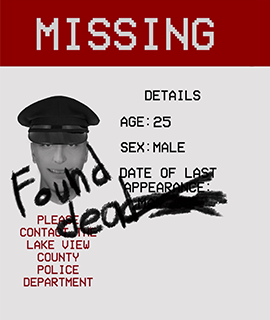 MISSING
DETAILS
AGE:25
SEX:MALE
DATE OF LAST
APPEARANCE:
Found
dead
PLEASE
CONTACT THE
LAKE VIEW
COUNTY
POLICE
DEPARTMENT